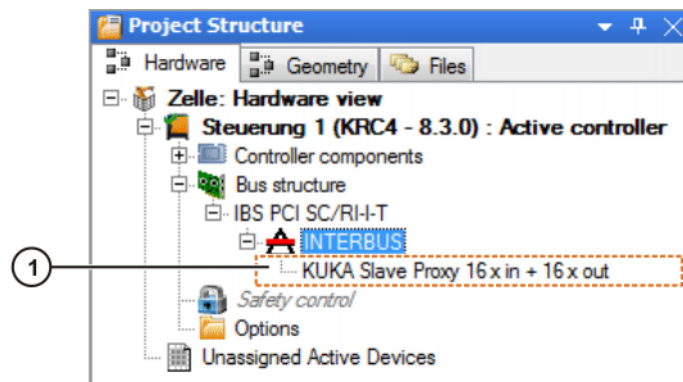 Project Structure
Hardware
Geometry
Files
Zelle: Hardware view
Steuerung 1 (KRC4 - 8.3.0) : Active controller
Controller components
Bus structure
IBS PCI SC/RI-I-T
INTERBUS
1
KUKA Slave Proxy 16 x in + 16 x out
Safety control
Options
Unassigned Active Devices